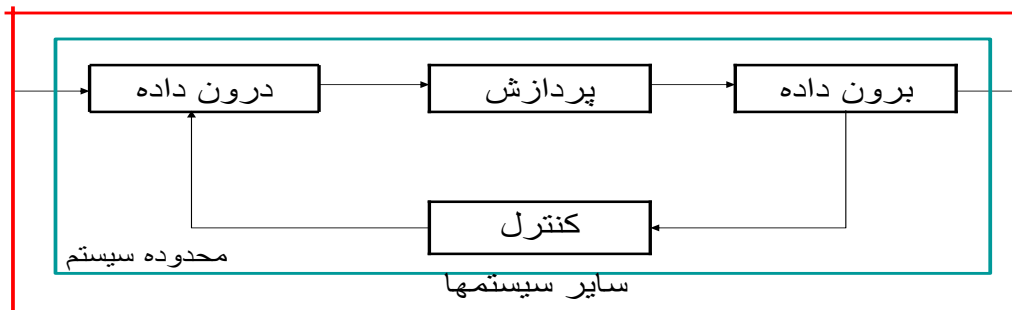 درون داده
پردازش
برون داده
کنترل
محدوده سیستم
سایر سیستمها